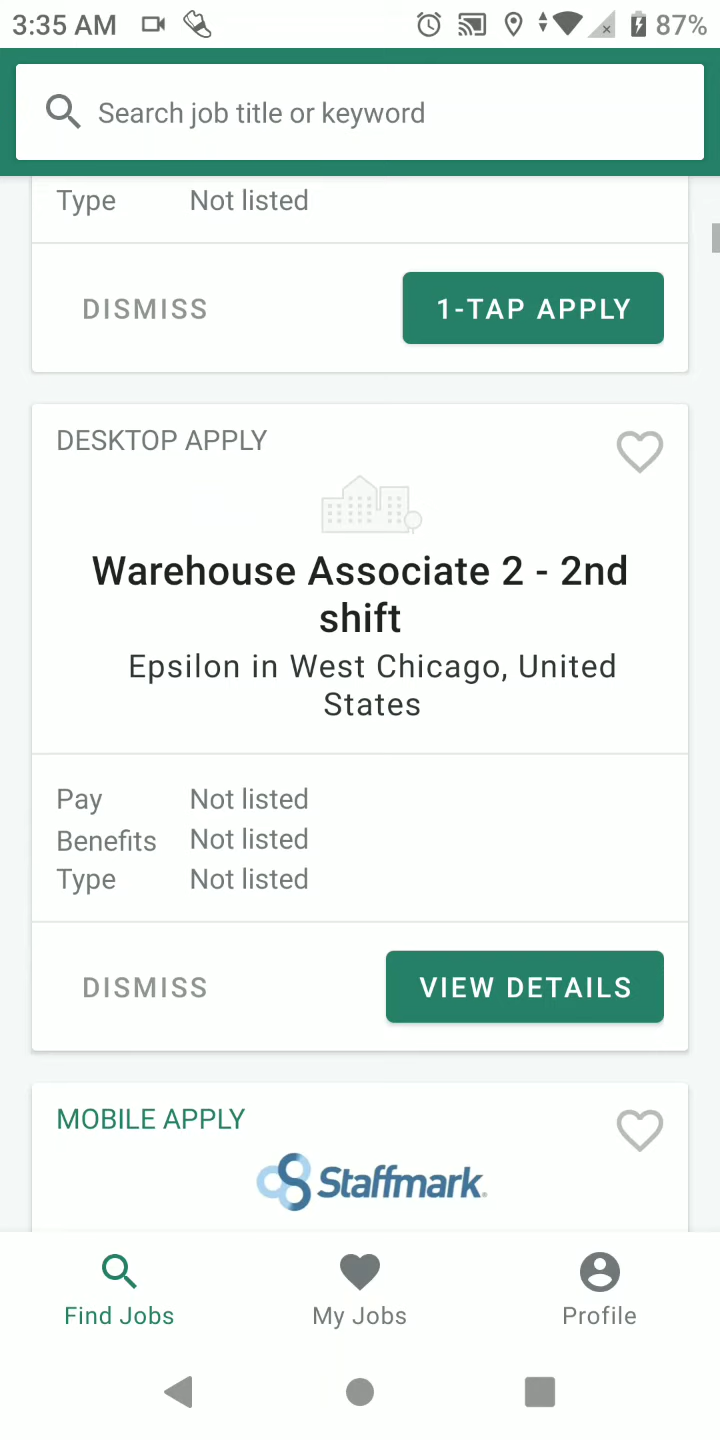 3:35 AM 87%
Search job title or keyword
Type Not listed
DISMISS 1-TAP APPLY
DESKTOP APPLY
Warehouse Associate 2 - 2nd
shift
Epsilon in West Chicago, United
States
Pay Not listed
Benefits Not listed
Type Not listed
DISMISS VIEW DETAILS
MOBILE APPLY
Staffmark.
Find Jobs My Jobs Profile